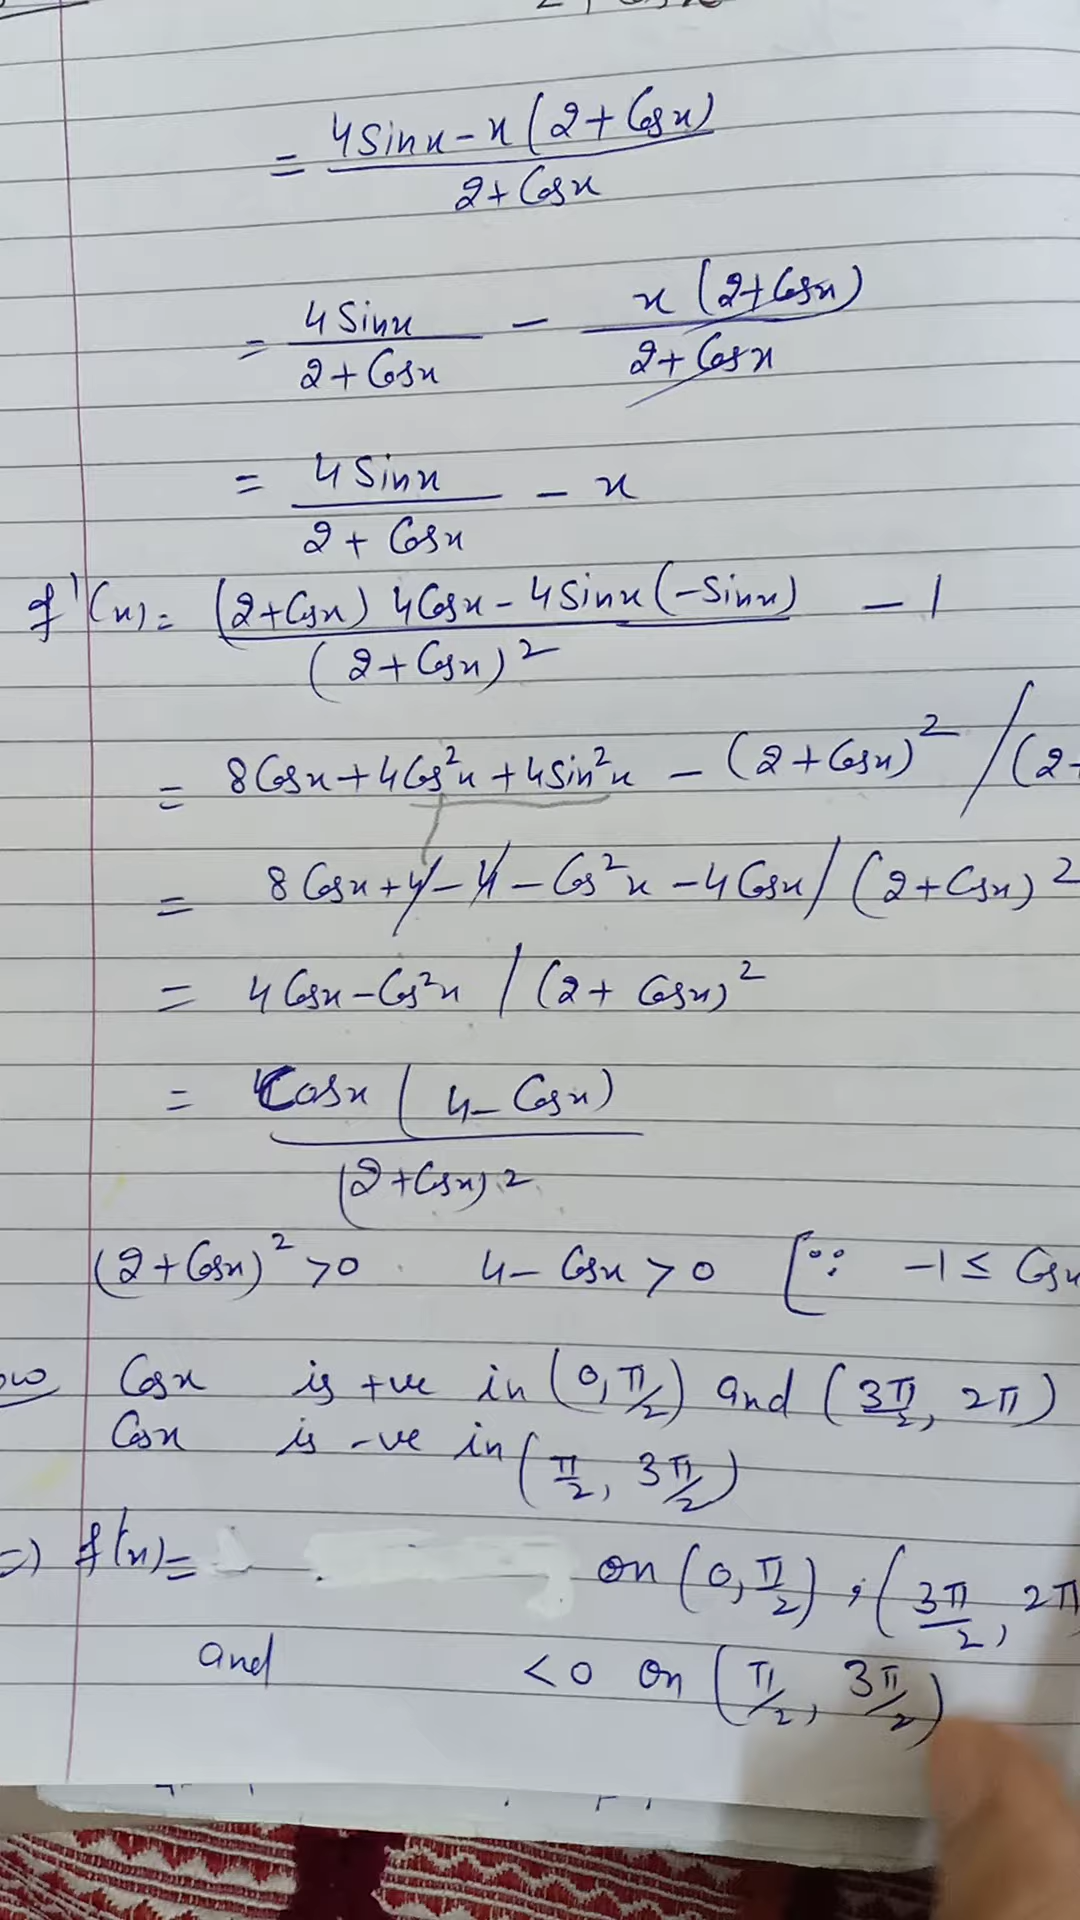 = 4Sinx - x(2+Cosx) / 2+Cosx
= 4Sinx / 2+Cosx - x(2+Cosx) / 2+Cosx
= 4Sinx / 2+Cosx - x
f'(x) = (2+Cosx) 4Cosx - 4Sinx(-Sinx) / (2+Cosx)² - 1
= 8Cosx + 4Cos²x + 4Sin²x - (2+Cosx)² / (2+
= 8Cosx + 4 - 4 - Cos²x - 4Cosx / (2+Cosx)²
= 4Cosx - Cos²x / (2+Cosx)²
= Cosx (4 - Cosx) / (2+Cosx)²
(2+Cosx)² >0 4 - Cosx > 0 [∵ -1 ≤ Cosx
Cosx is +ve in (0, π/2) and (3π/2, 2π)
Cosx is -ve in (π/2, 3π/2)
=) f'(x) = on (0, π/2), (3π/2, 2π
and <0 on (π/2, 3π/2)